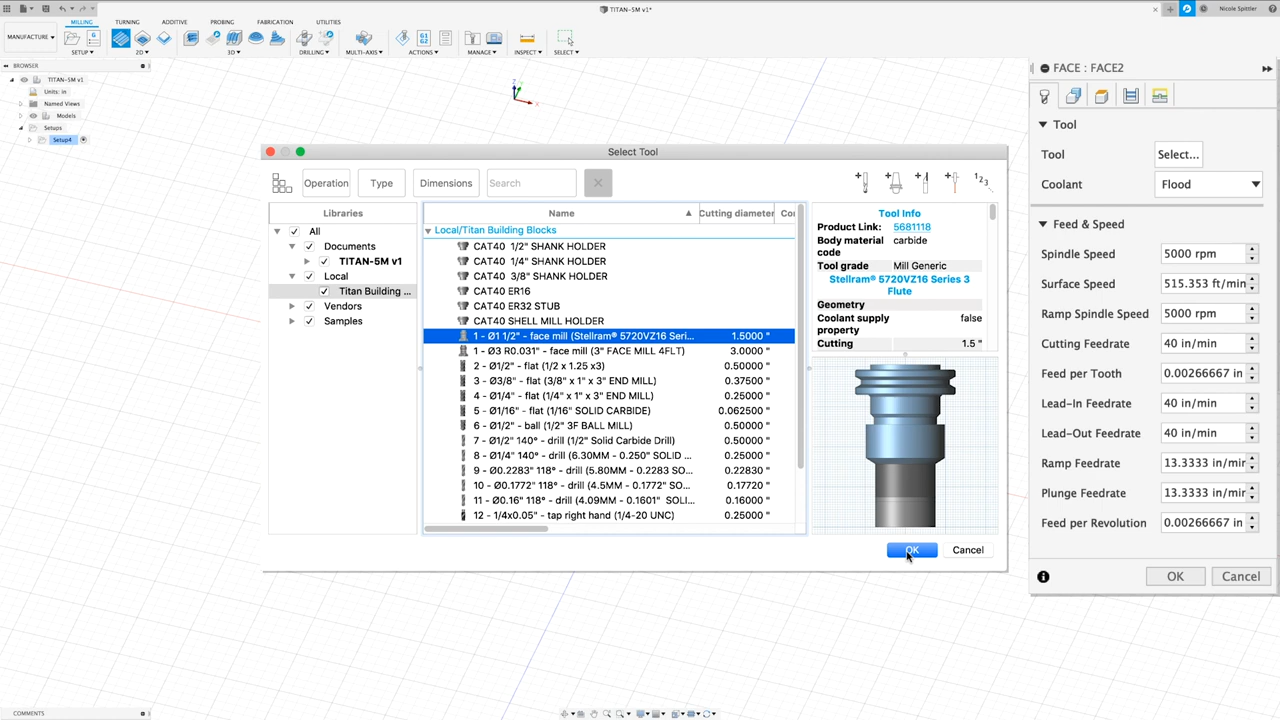 TITAN-5M v1*
Nicole Spittler
MANUFACTURE
MILLING TURNING ADDITIVE PROBING FABRICATION UTILITIES
G
G1
G2
SETUP 2D 3D DRILLING MULTI-AXIS ACTIONS MANAGE INSPECT SELECT
BROWSER
TITAN-5M v1
Units: in
Named Views
Models
Setups
Setup4
Z
X
Select Tool
Operation Type Dimensions Search
1 2 3
Libraries
All
Documents
TITAN-5M v1
Local
Titan Building ...
Vendors
Samples
Name Cutting diameter Co
Local/Titan Building Blocks
CAT40 1/2" SHANK HOLDER
CAT40 1/4" SHANK HOLDER
CAT40 3/8" SHANK HOLDER
CAT40 ER16
CAT40 ER32 STUB
CAT40 SHELL MILL HOLDER
1 - Ø1 1/2" - face mill (Stellram® 5720VZ16 Seri... 1.5000 "
1 - Ø3 R0.031" - face mill (3" FACE MILL 4FLT) 3.0000 "
2 - Ø1/2" - flat (1/2 x 1.25 x3) 0.50000 "
3 - Ø3/8" - flat (3/8" x 1" x 3" END MILL) 0.37500 "
4 - Ø1/4" - flat (1/4" x 1" x 3" END MILL) 0.25000 "
5 - Ø1/16" - flat (1/16" SOLID CARBIDE) 0.062500 "
6 - Ø1/2" - ball (1/2" 3F BALL MILL) 0.50000 "
7 - Ø1/2" 140° - drill (1/2" Solid Carbide Drill) 0.50000 "
8 - Ø1/4" 140° - drill (6.30MM - 0.250" SOLID ... 0.25000 "
9 - Ø0.2283" 118° - drill (5.80MM - 0.2283 SO... 0.22830 "
10 - Ø0.1772" 118° - drill (4.5MM - 0.1772" SO... 0.17720 "
11 - Ø0.16" 118° - drill (4.09MM - 0.1601" SOLI... 0.16000 "
12 - 1/4x0.05" - tap right hand (1/4-20 UNC) 0.25000 "
Tool Info
Product Link: 5681118
Body material code carbide
Tool grade Mill Generic
Stellram® 5720VZ16 Series 3
Flute
Geometry
Coolant supply property false
Cutting 1.5 "
OK Cancel
FACE : FACE2
Tool
Tool Select...
Coolant Flood
Feed & Speed
Spindle Speed 5000 rpm
Surface Speed 515.353 ft/min
Ramp Spindle Speed 5000 rpm
Cutting Feedrate 40 in/min
Feed per Tooth 0.00266667 in
Lead-In Feedrate 40 in/min
Lead-Out Feedrate 40 in/min
Ramp Feedrate 13.3333 in/min
Plunge Feedrate 13.3333 in/min
Feed per Revolution 0.00266667 in
OK Cancel
COMMENTS